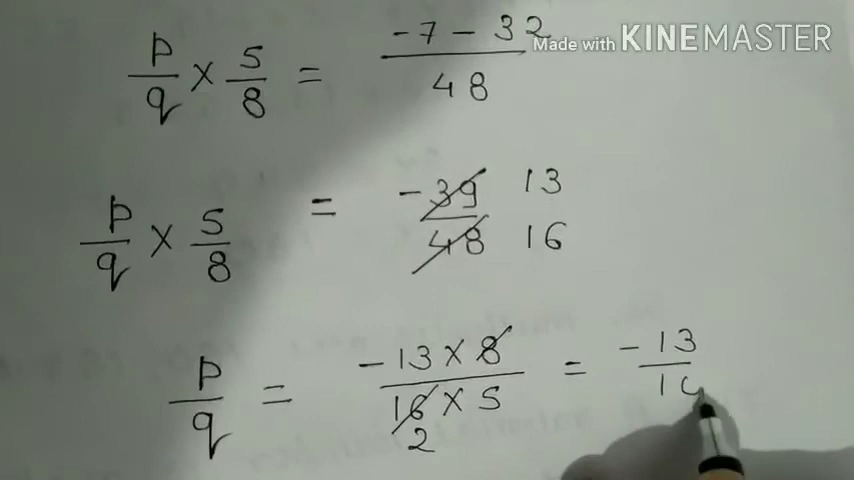 p/q × 5/8 = -7 - 32/48
Made with KINEMASTER
p/q × 5/8 = -39/48 13/16
p/q = -13 × 8/16 × 5 = -13/10
2